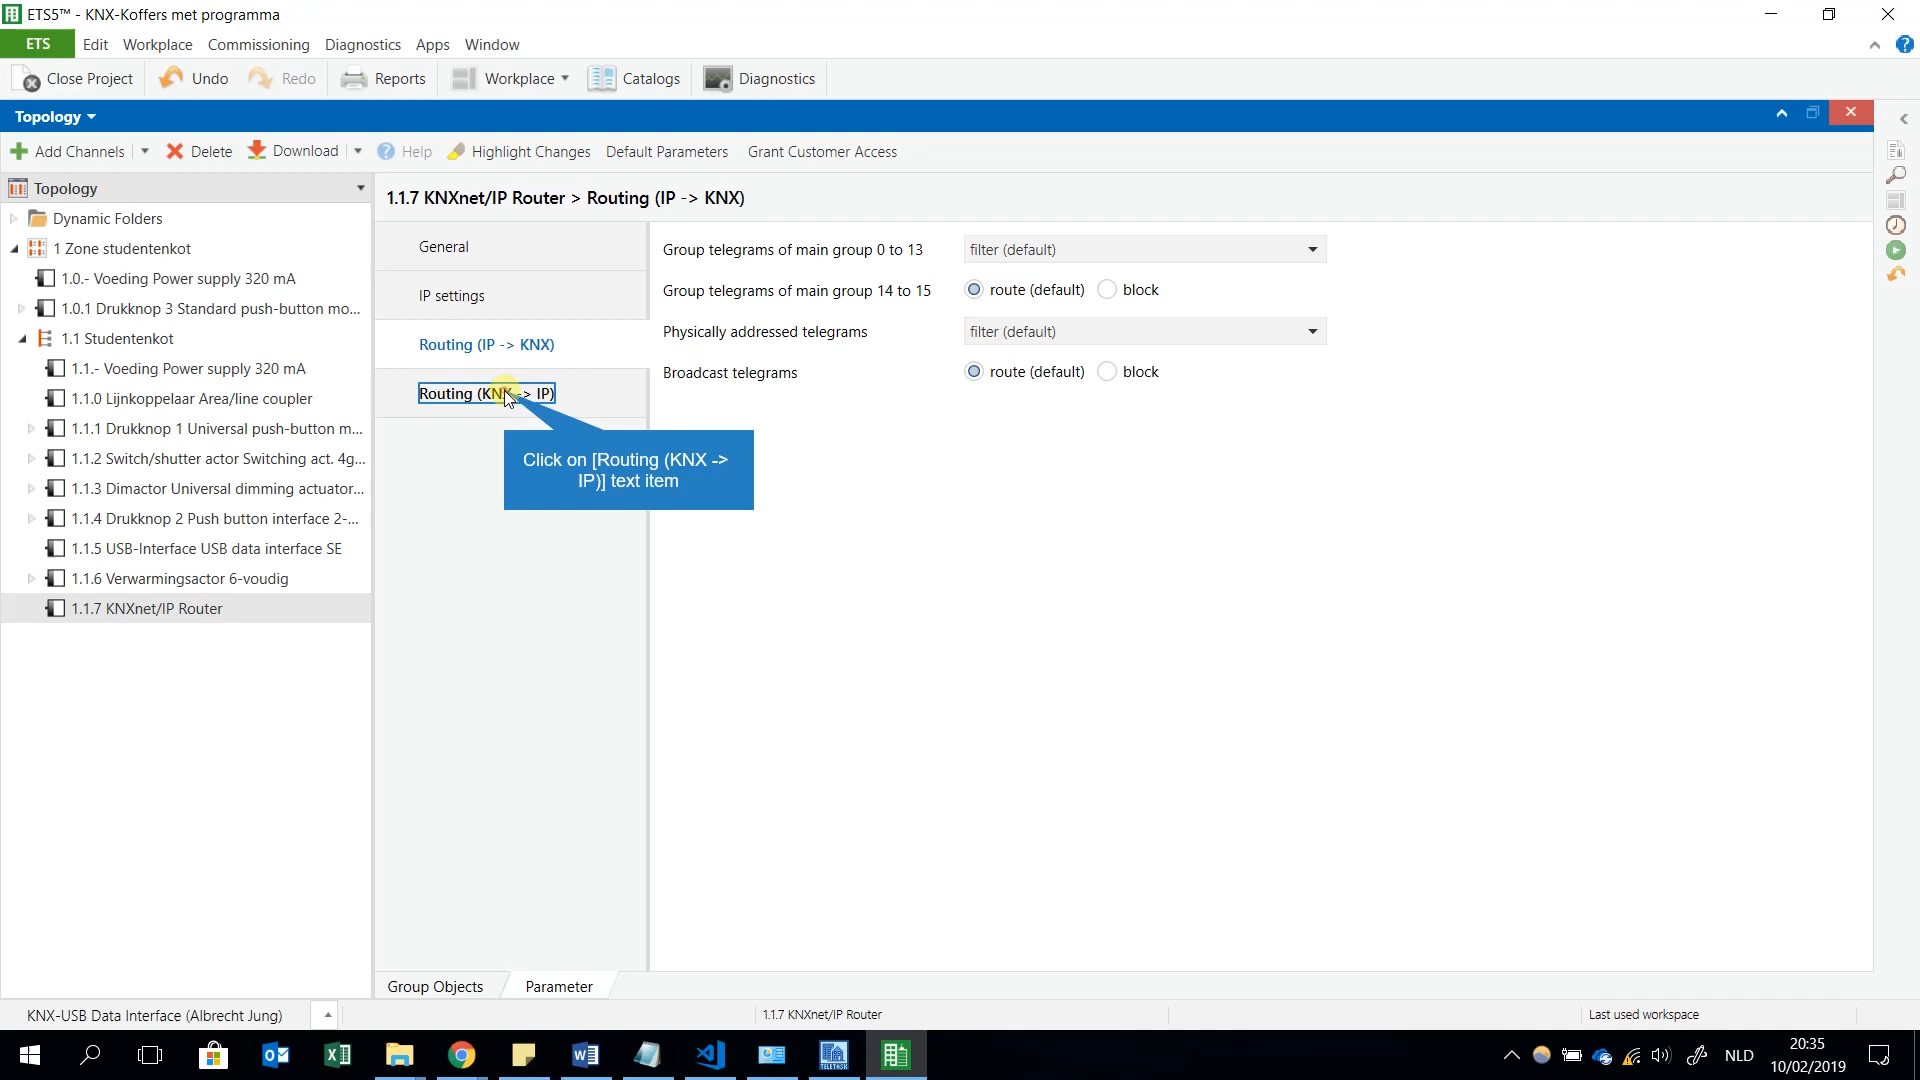 ETS5™ - KNX-Koffers met programma
ETS Edit Workplace Commissioning Diagnostics Apps Window
Close Project Undo Redo Reports Workplace Catalogs Diagnostics
Topology
Add Channels Delete Download Help Highlight Changes Default Parameters Grant Customer Access
Topology
Dynamic Folders
1 Zone studentenkot
1.0.- Voeding Power supply 320 mA
1.0.1 Drukknop 3 Standard push-button mo...
1.1 Studentenkot
1.1.- Voeding Power supply 320 mA
1.1.0 Lijnkoppelaar Area/line coupler
1.1.1 Drukknop 1 Universal push-button m...
1.1.2 Switch/shutter actor Switching act. 4g...
1.1.3 Dimactor Universal dimming actuator...
1.1.4 Drukknop 2 Push button interface 2-...
1.1.5 USB-Interface USB data interface SE
1.1.6 Verwarmingsactor 6-voudig
1.1.7 KNXnet/IP Router
1.1.7 KNXnet/IP Router > Routing (IP -> KNX)
General
IP settings
Routing (IP -> KNX)
Routing (KNX -> IP)
Click on [Routing (KNX ->
IP)] text item
Group telegrams of main group 0 to 13 filter (default)
Group telegrams of main group 14 to 15 route (default) block
Physically addressed telegrams filter (default)
Broadcast telegrams route (default) block
Group Objects Parameter
KNX-USB Data Interface (Albrecht Jung) 1.1.7 KNXnet/IP Router Last used workspace
TELETASK
NLD
20:35
10/02/2019